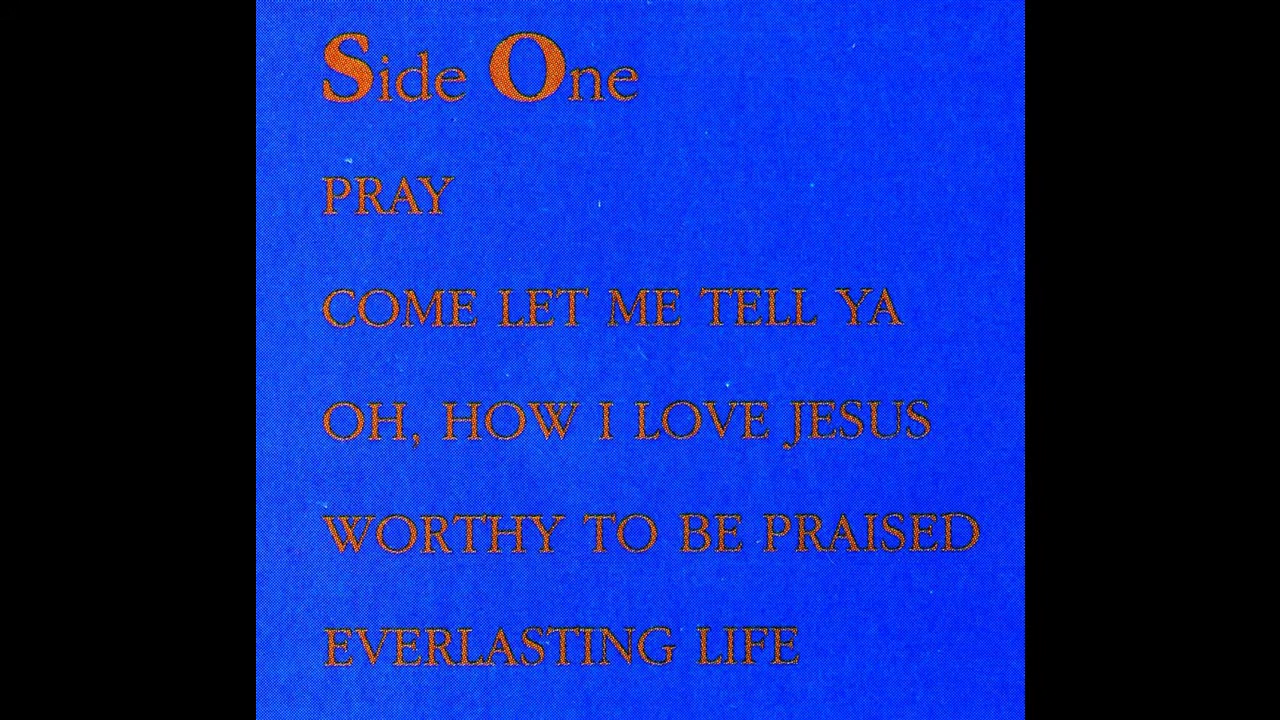 Side One
PRAY
COME LET ME TELL YA
OH, HOW I LOVE JESUS
WORTHY TO BE PRAISED
EVERLASTING LIFE